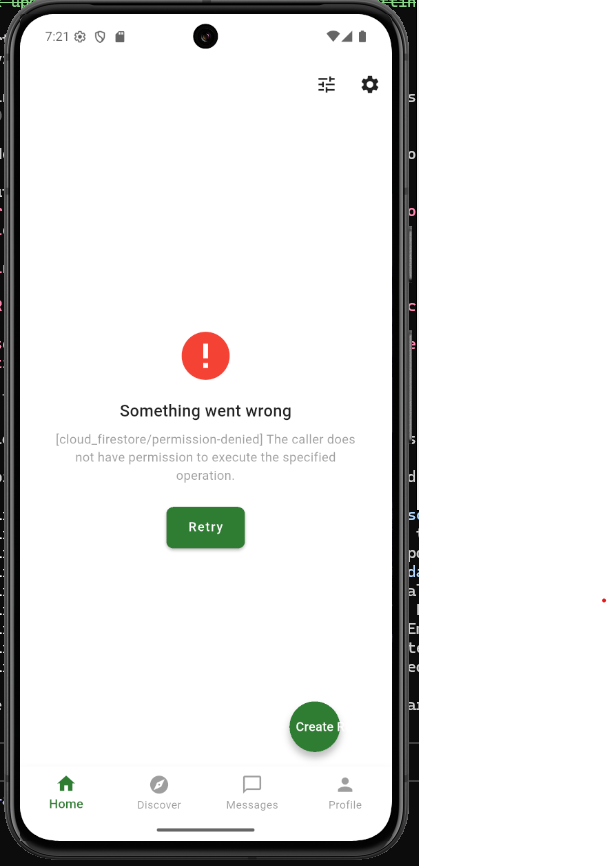 7:21
Something went wrong
[cloud_firestore/permission-denied] The caller does
not have permission to execute the specified
operation.
Retry
Create
Home
Discover
Messages
Profile